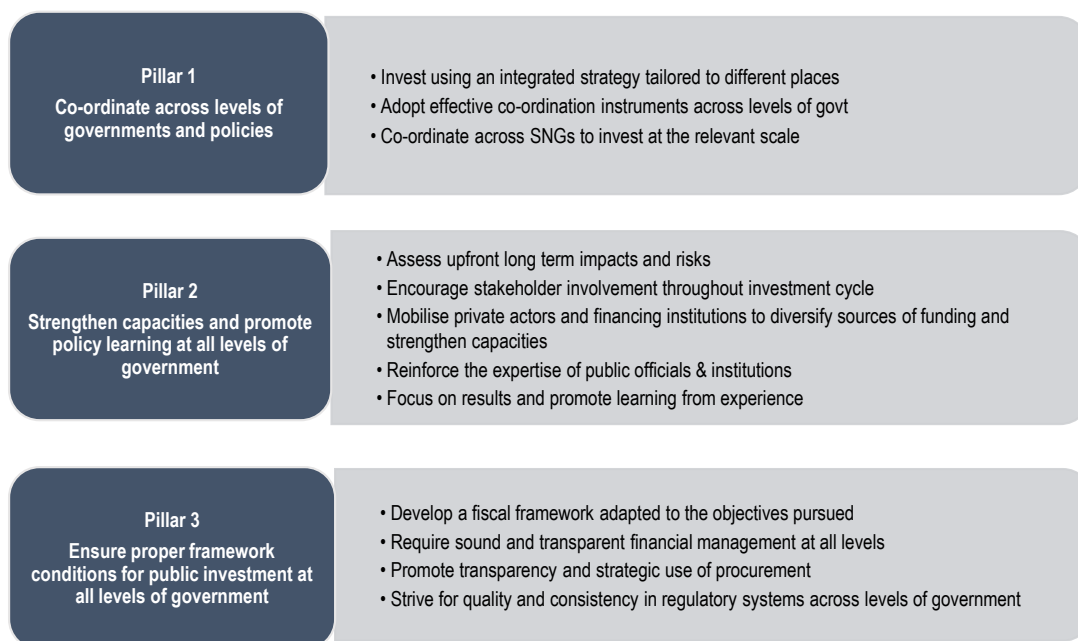 Pillar 1
Co-ordinate across levels of
governments and policies
• Invest using an integrated strategy tailored to different places
• Adopt effective co-ordination instruments across levels of govt
• Co-ordinate across SNGs to invest at the relevant scale
Pillar 2
Strengthen capacities and promote
policy learning at all levels of
government
• Assess upfront long term impacts and risks
• Encourage stakeholder involvement throughout investment cycle
• Mobilise private actors and financing institutions to diversify sources of funding and
strengthen capacities
• Reinforce the expertise of public officials & institutions
• Focus on results and promote learning from experience
Pillar 3
Ensure proper framework
conditions for public investment at
all levels of government
• Develop a fiscal framework adapted to the objectives pursued
• Require sound and transparent financial management at all levels
• Promote transparency and strategic use of procurement
• Strive for quality and consistency in regulatory systems across levels of government